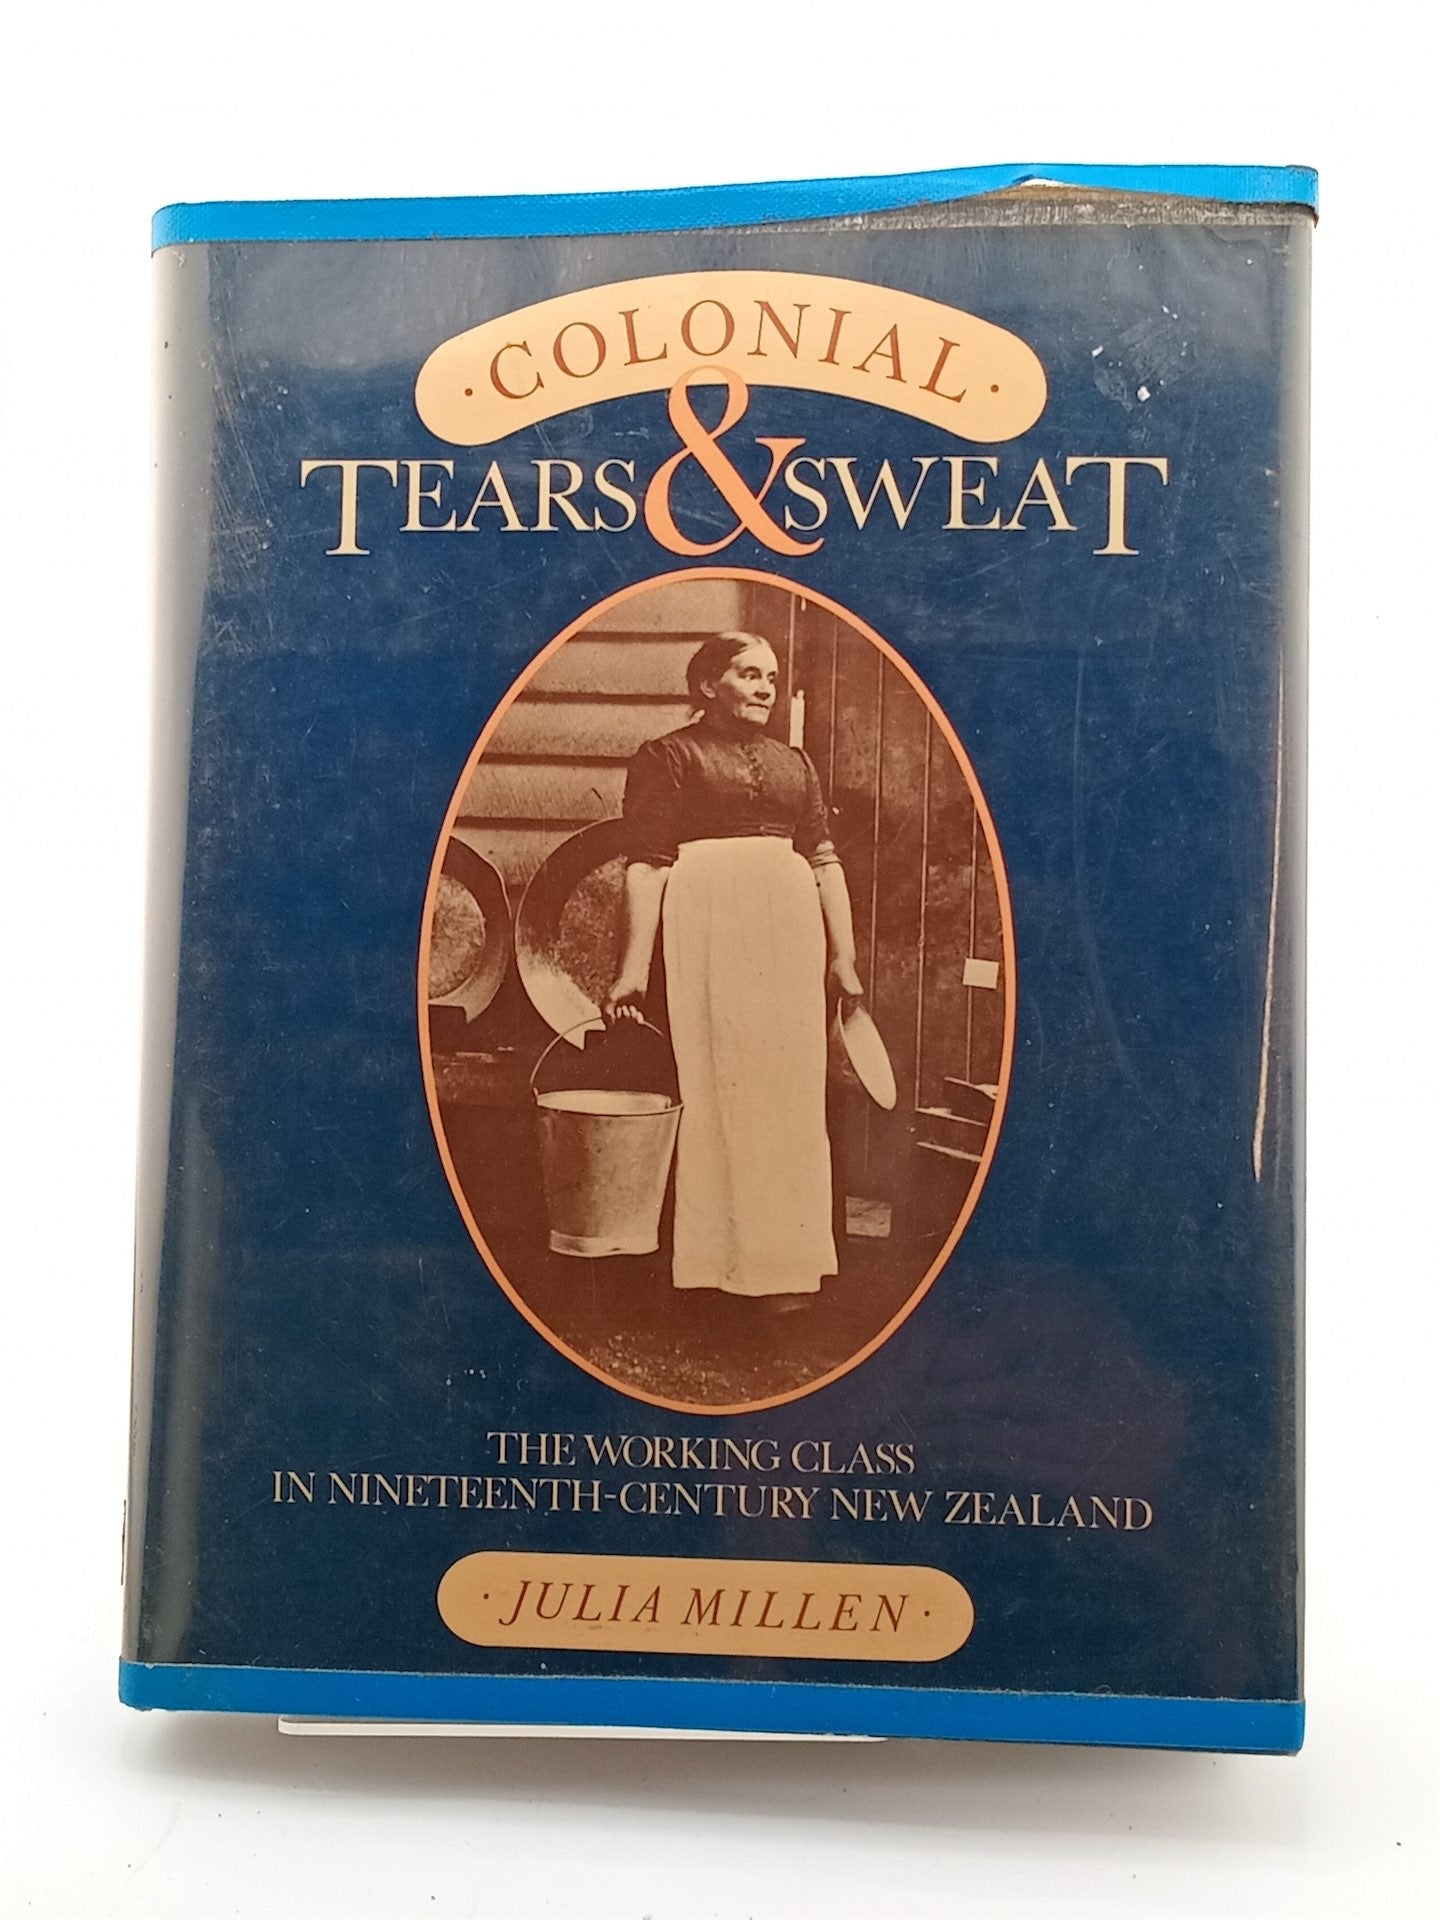 · COLONIAL ·
TEARS & SWEAT
THE WORKING CLASS
IN NINETEENTH-CENTURY NEW ZEALAND
· JULIA MILLEN ·